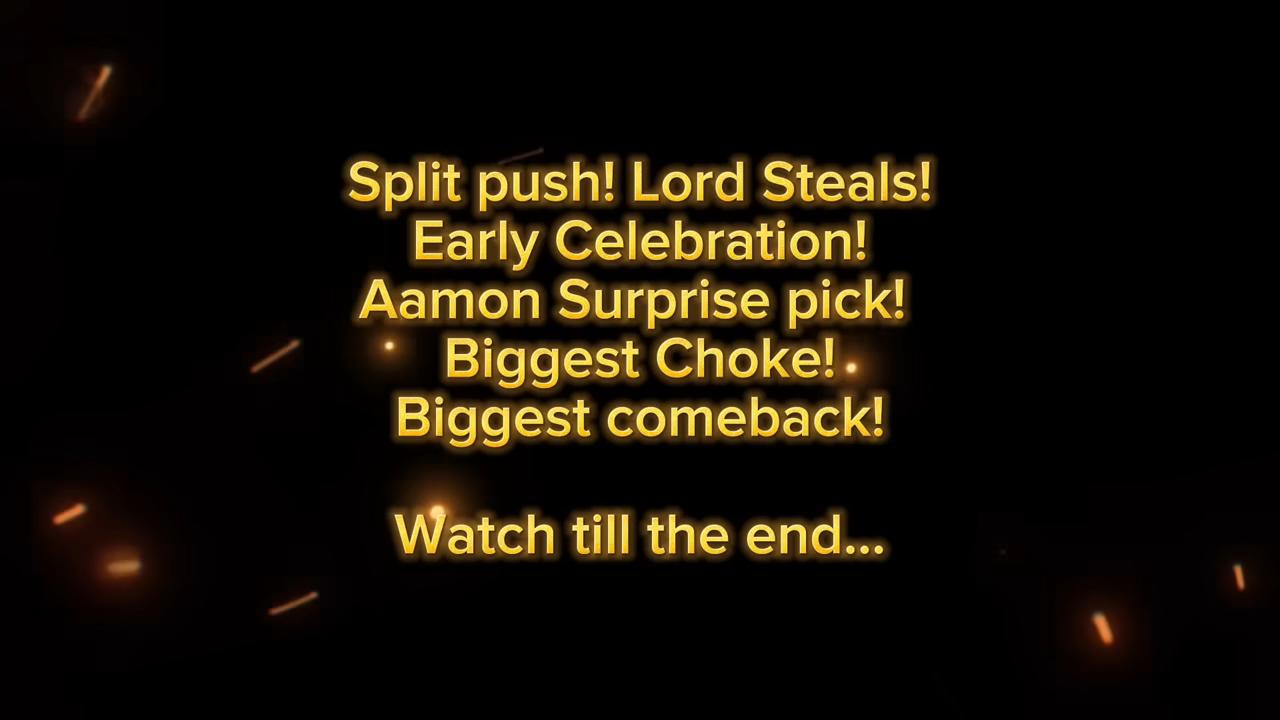 Split push! Lord Steals!
Early Celebration!
Aamon Surprise pick!
Biggest Choke!
Biggest comeback!
Watch till the end...